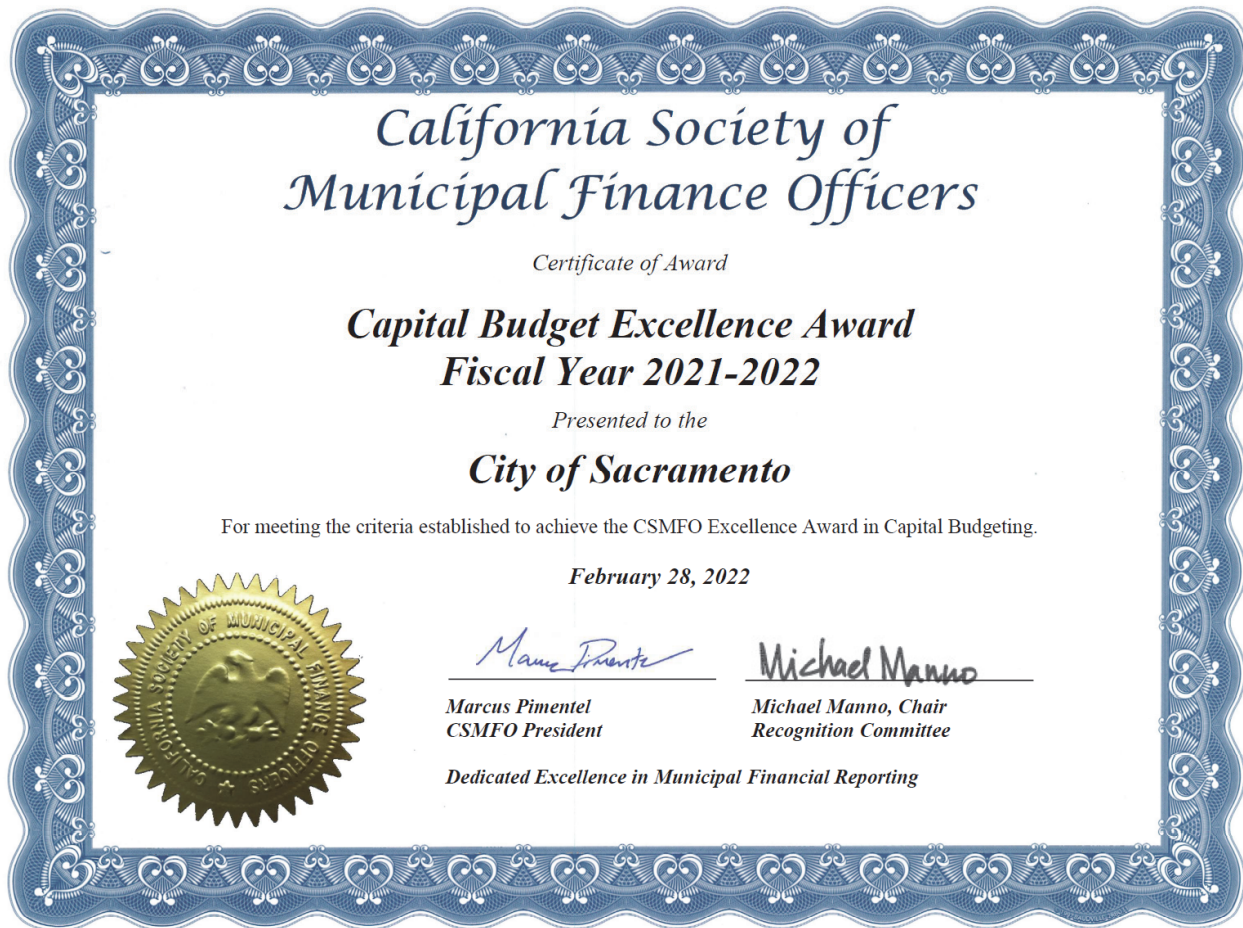 California Society of
Municipal Finance Officers
Certificate of Award
Capital Budget Excellence Award
Fiscal Year 2021-2022
Presented to the
City of Sacramento
For meeting the criteria established to achieve the CSMFO Excellence Award in Capital Budgeting.
February 28, 2022
CALIFORNIA SOCIETY OF MUNICIPAL FINANCE OFFICERS
Michael Manno
Marcus Pimentel
CSMFO President
Michael Manno, Chair
Recognition Committee
Dedicated Excellence in Municipal Financial Reporting